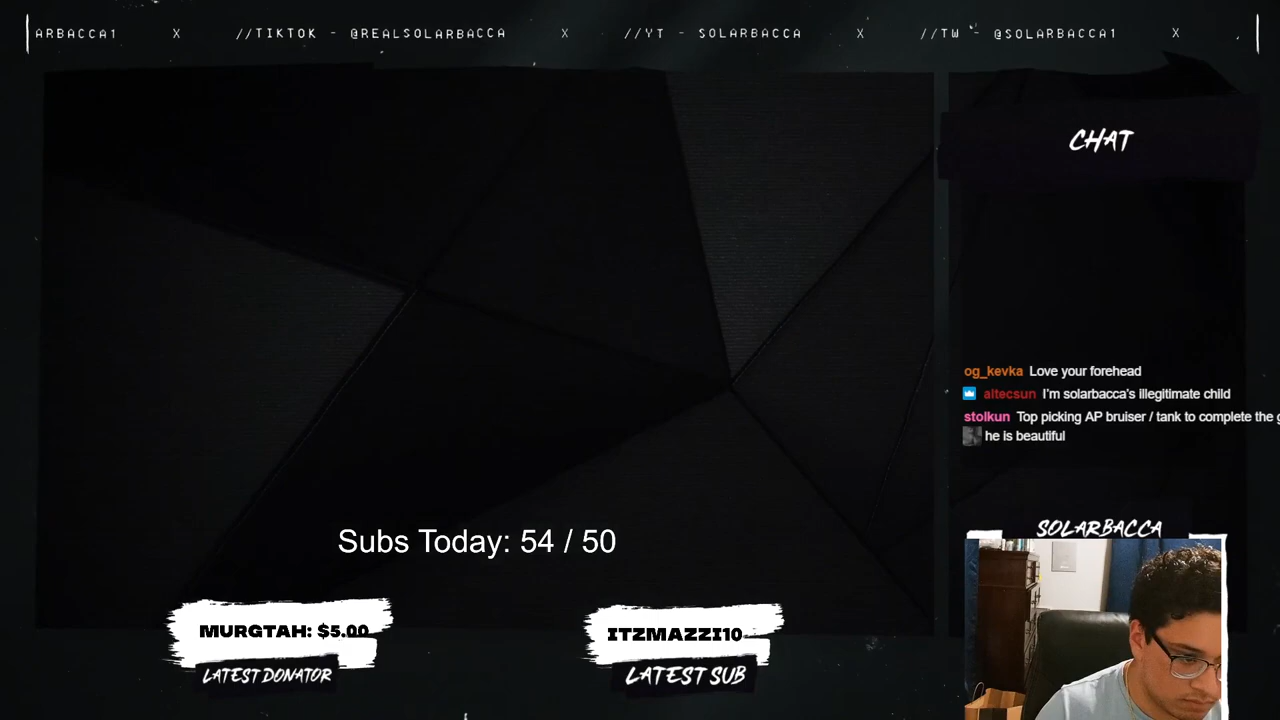 ARBACCA1 X //TIKTOK - @REALSOLARBACCA X //YT - SOLARBACCA X //TW - @SOLARBACCA1 X
CHAT
og_kevka Love your forehead
altecsun I'm solarbacca's illegitimate child
stolkun Top picking AP bruiser / tank to complete the
he is beautiful
Subs Today: 54 / 50
SOLARBACCA
MURGTAH: $5.00
LATEST DONATOR
ITZMAZZI10
LATEST SUB